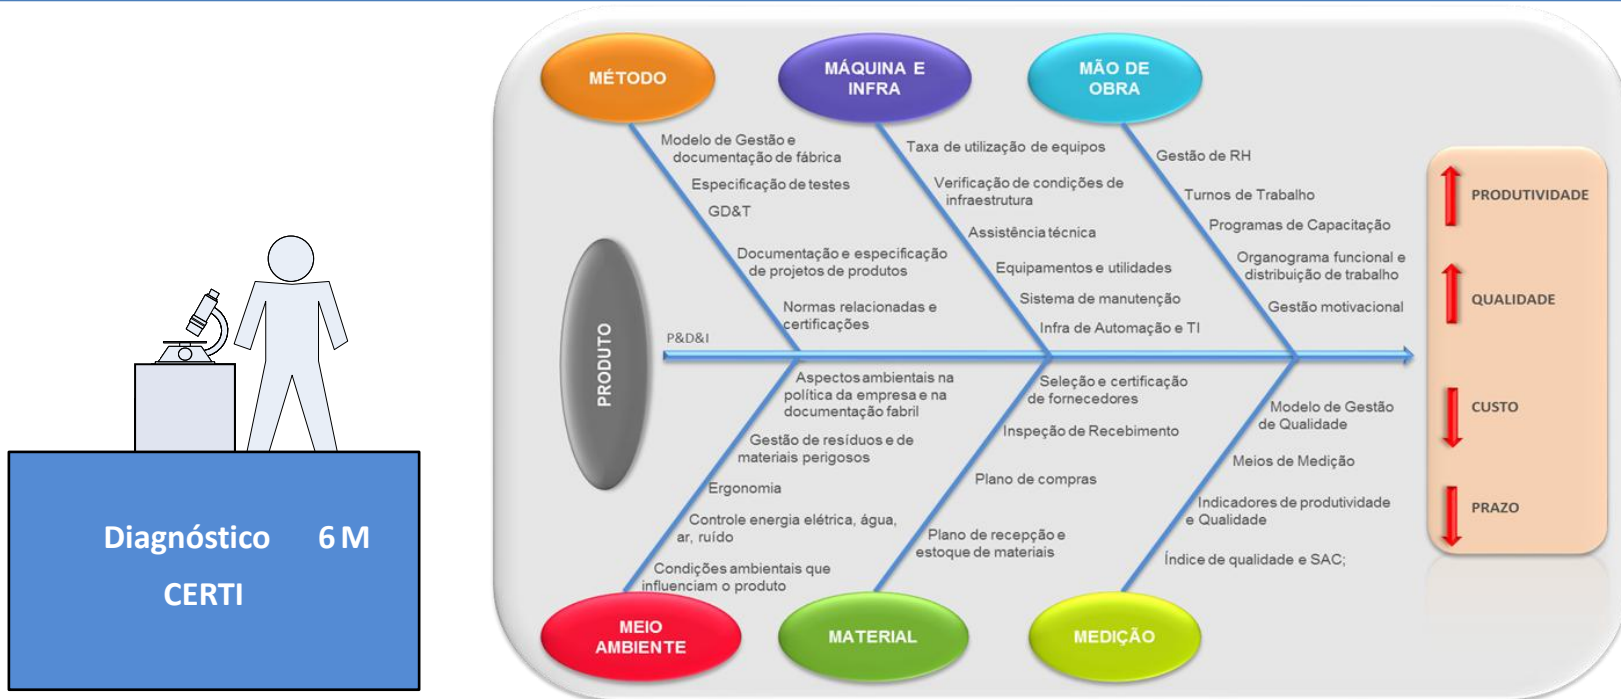 Diagnóstico 6 M
CERTI
MÉTODO
Modelo de Gestão e
documentação de fábrica
Especificação de testes
GD&T
Documentação e especificação
de projetos de produtos
Normas relacionadas e
certificações
MÁQUINA E
INFRA
Taxa de utilização de equipos
Verificação de condições de
infraestrutura
Assistência técnica
Equipamentos e utilidades
Sistema de manutenção
Infra de Automação e TI
MÃO DE
OBRA
Gestão de RH
Turnos de Trabalho
Programas de Capacitação
Organograma funcional e
distribuição de trabalho
Gestão motivacional
PRODUTO
P&D&I
Aspectos ambientais na
política da empresa e na
documentação fabril
Gestão de resíduos e de
materiais perigosos
Ergonomia
Controle energia elétrica, água,
ar, ruído
Condições ambientais que
influenciam o produto
MEIO
AMBIENTE
Seleção e certificação
de fornecedores
Inspeção de Recebimento
Plano de compras
Plano de recepção e
estoque de materiais
MATERIAL
Modelo de Gestão
de Qualidade
Meios de Medição
Indicadores de produtividade
e Qualidade
Índice de qualidade e SAC;
MEDIÇÃO
PRODUTIVIDADE
QUALIDADE
CUSTO
PRAZO